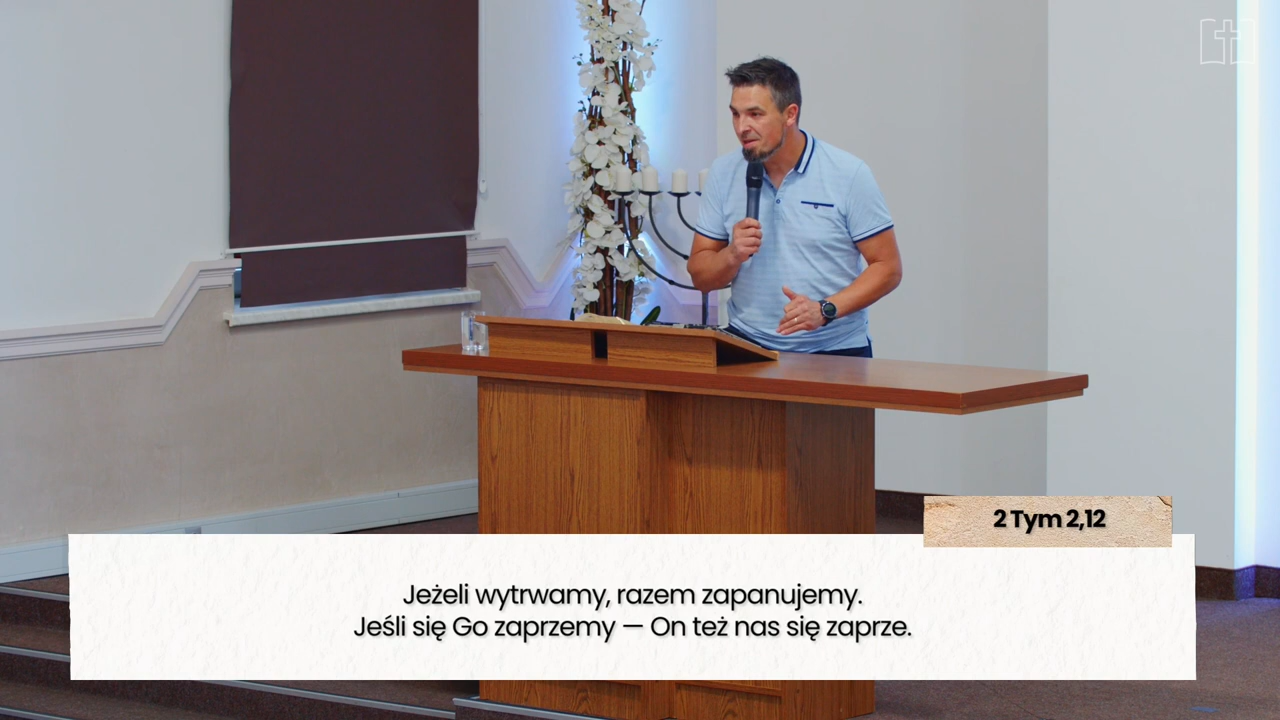 2 Tym 2,12
Jeżeli wytrwamy, razem zapanujemy.
Jeśli się Go zaprzemy — On też nas się zaprze.